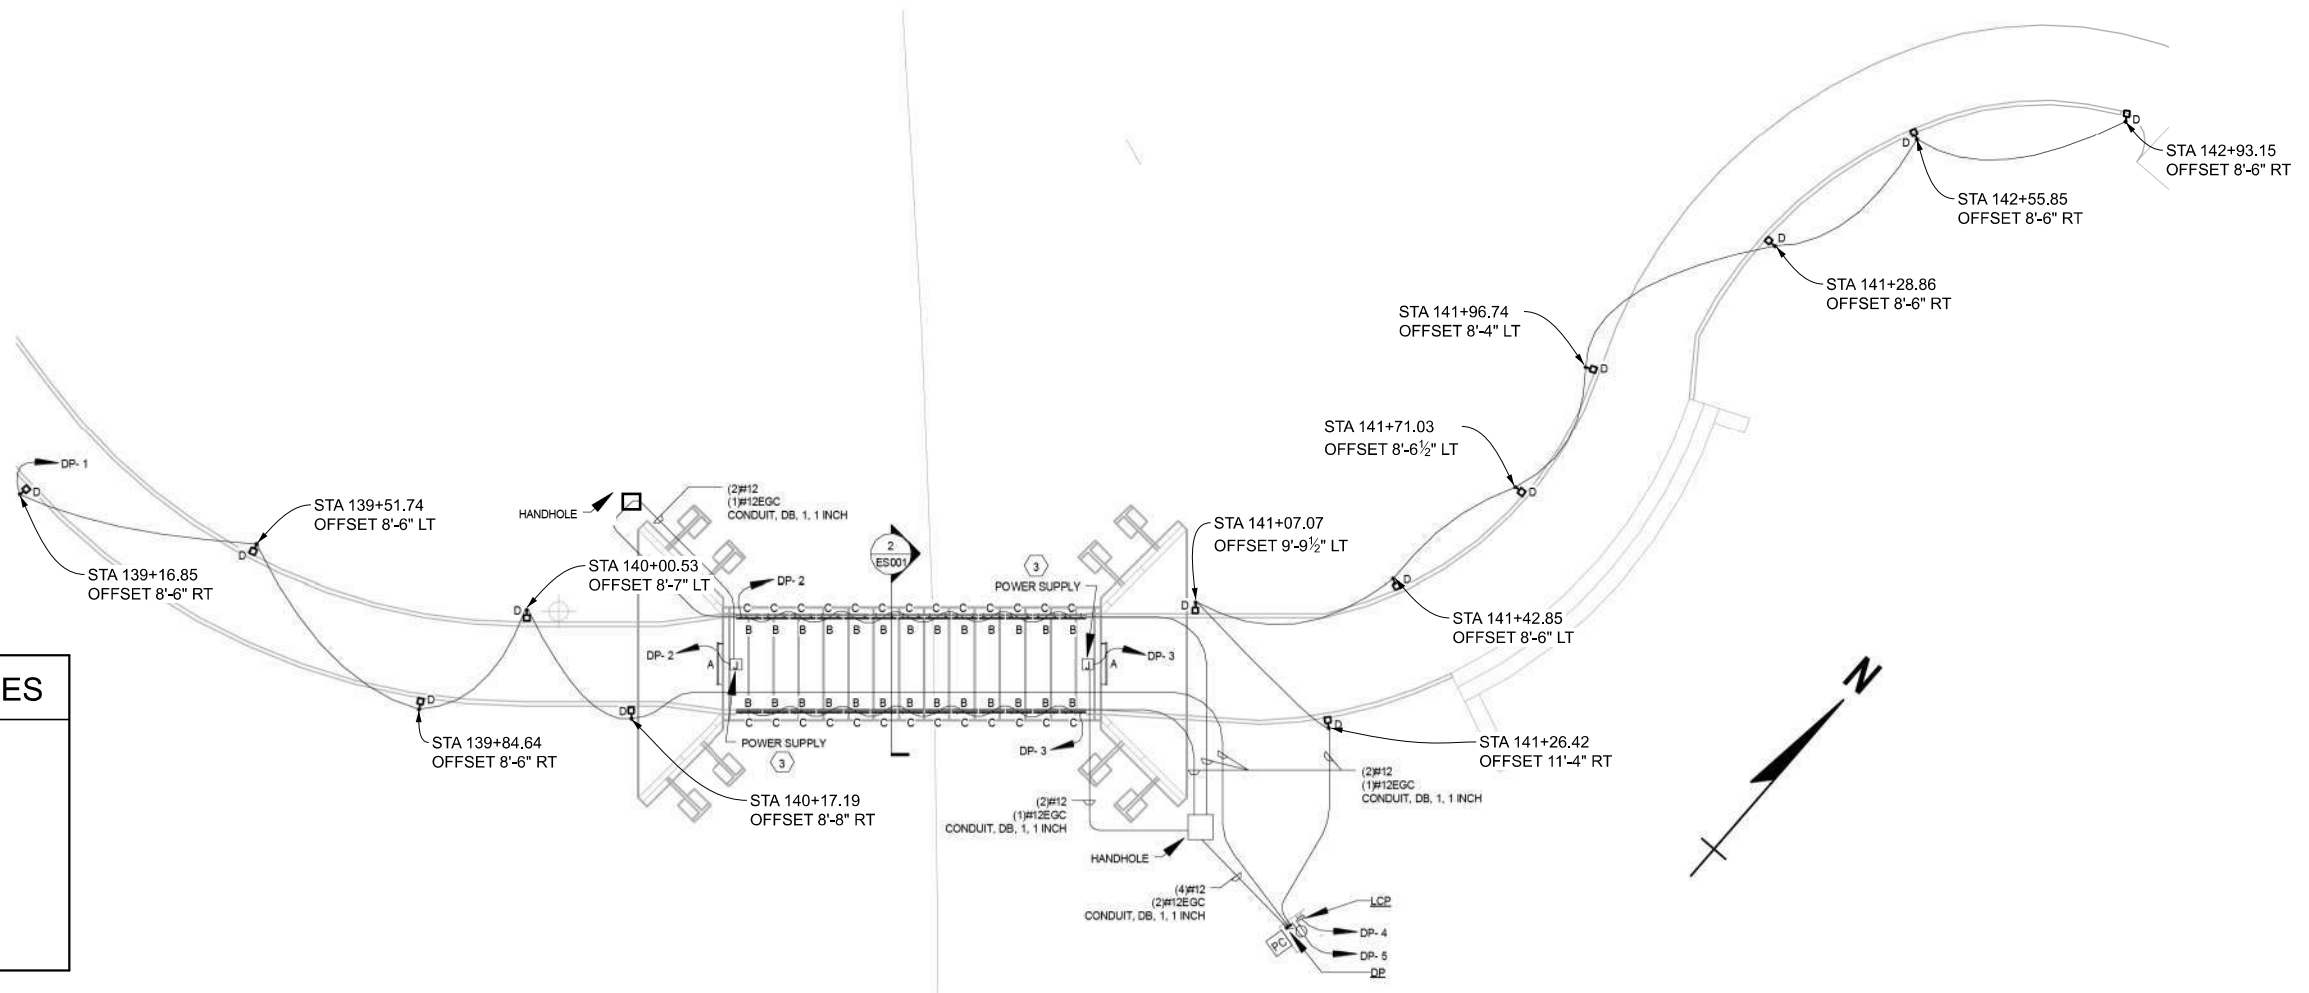 STA 142+93.15
OFFSET 8'-6" RT
D
D
STA 142+55.85
OFFSET 8'-6" RT
D
STA 141+28.86
OFFSET 8'-6" RT
STA 141+96.74
OFFSET 8'-4" LT
D
STA 141+71.03
OFFSET 8'-6½" LT
D
DP- 1
D
STA 139+51.74
OFFSET 8'-6" LT
D
STA 139+16.85
OFFSET 8'-6" RT
HANDHOLE
(2)#12
(1)#12EGC
CONDUIT, DB, 1, 1 INCH
2
ES001
3
POWER SUPPLY
STA 141+07.07
OFFSET 9'-9½" LT
D
D
STA 141+42.85
OFFSET 8'-6" LT
STA 140+00.53
OFFSET 8'-7" LT
D
DP- 2
C C C C C C C C C C C C C
B B B B B B B B B B B B B
DP- 2
A
J
J
A
DP- 3
B B B B B B B B B B B B B
C C C C C C C C C C C C C
ES
D
D
STA 139+84.64
OFFSET 8'-6" RT
POWER SUPPLY
3
DP- 3
D
STA 141+26.42
OFFSET 11'-4" RT
STA 140+17.19
OFFSET 8'-8" RT
(2)#12
(1)#12EGC
CONDUIT, DB, 1, 1 INCH
(2)#12
(1)#12EGC
CONDUIT, DB, 1, 1 INCH
HANDHOLE
(4)#12
(2)#12EGC
CONDUIT, DB, 1, 1 INCH
LCP
DP- 4
PC
DP- 5
DP
N